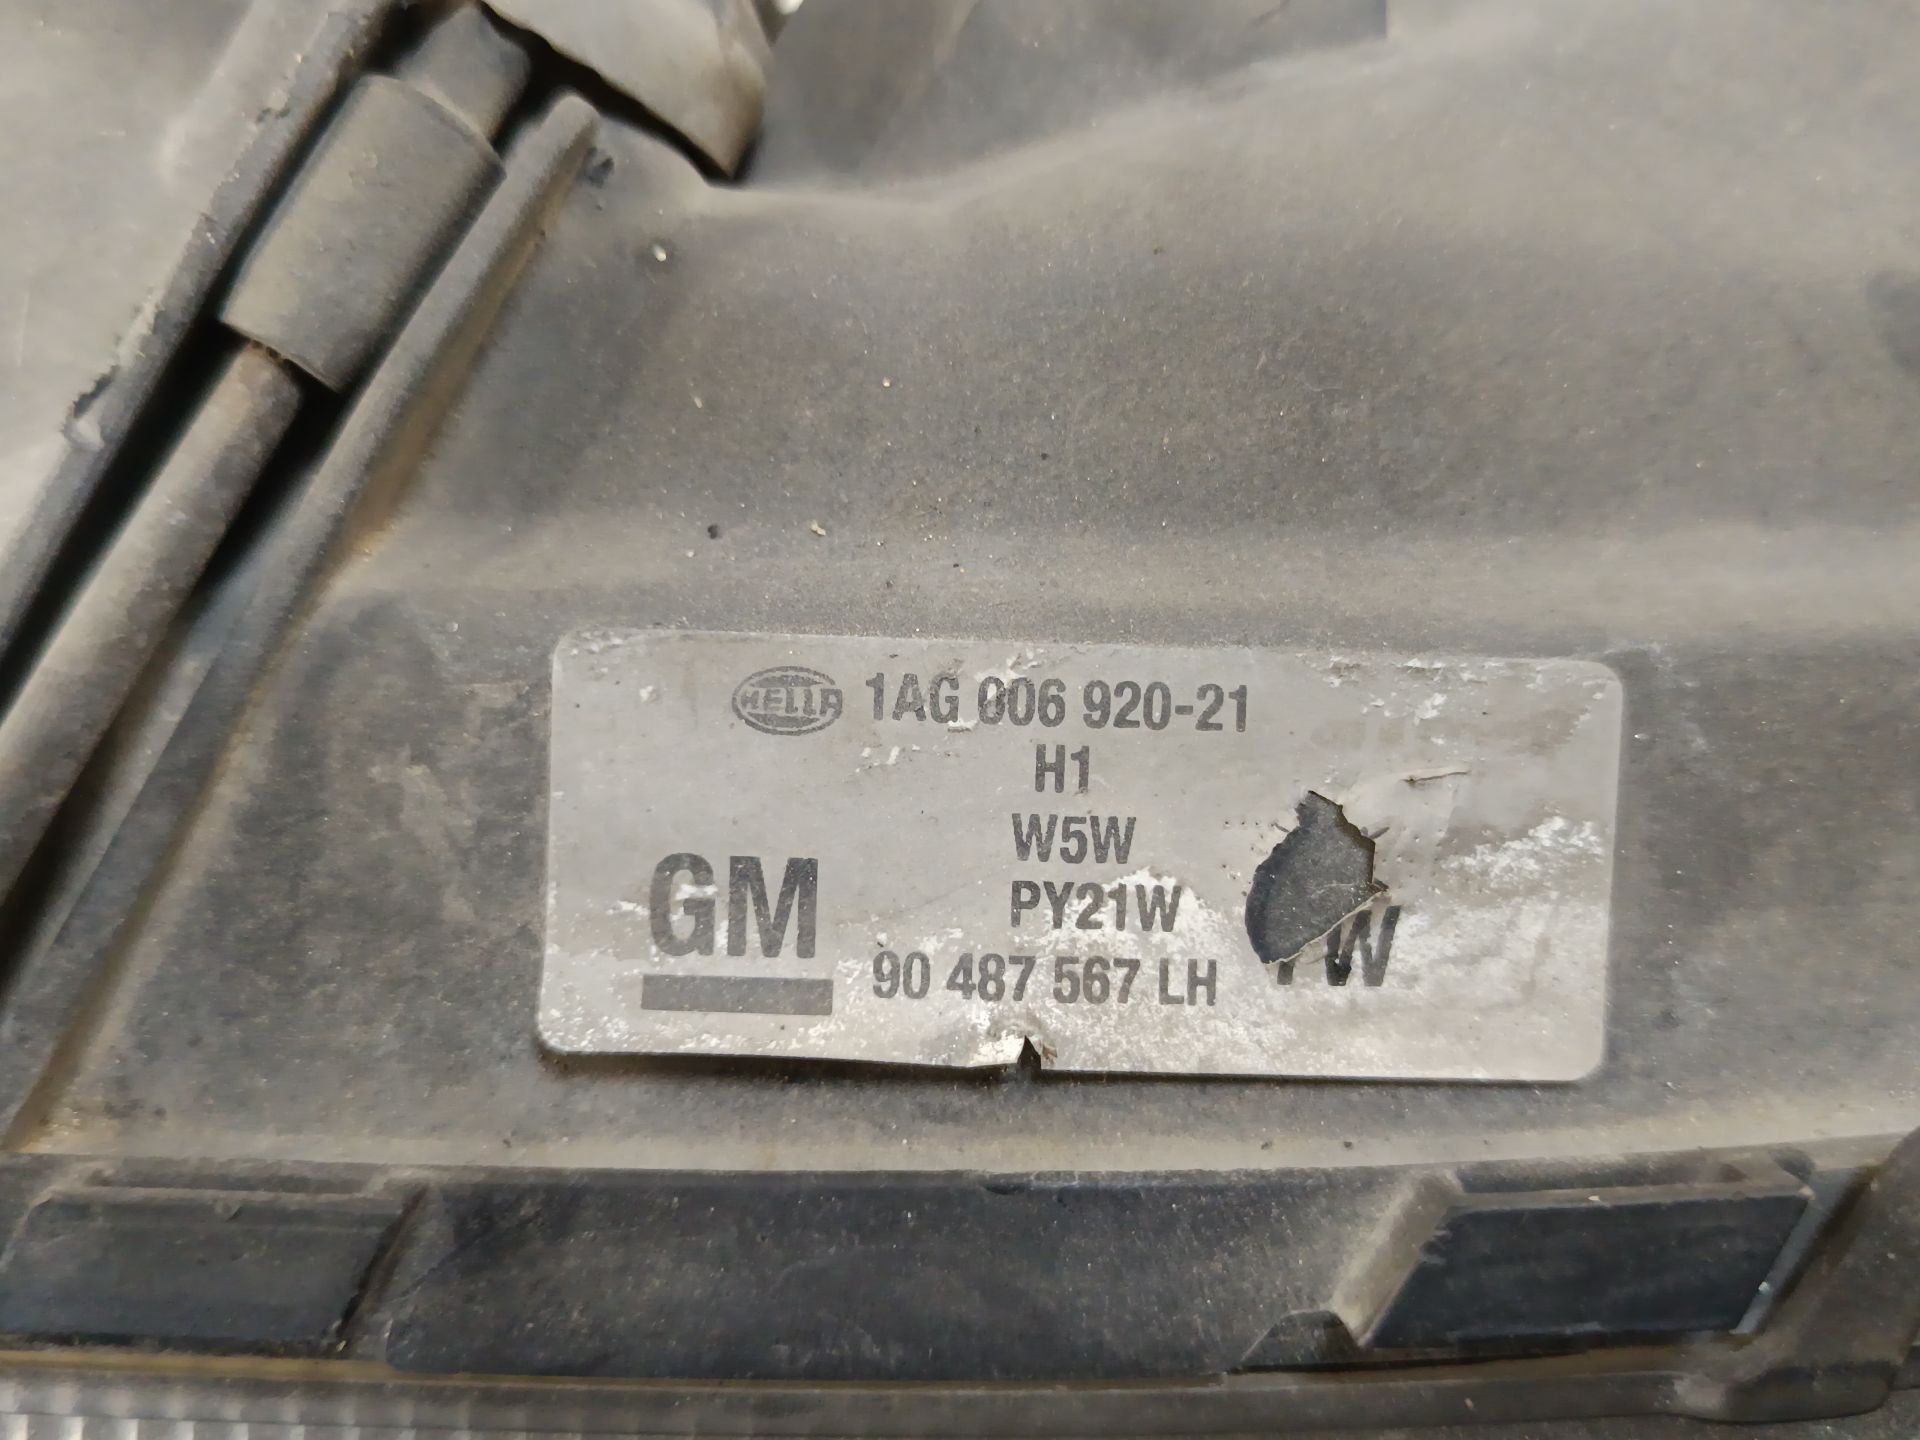 HELLA 1AG 006 920-21
H1
W5W
PY21W
GM
90 487 567 LH